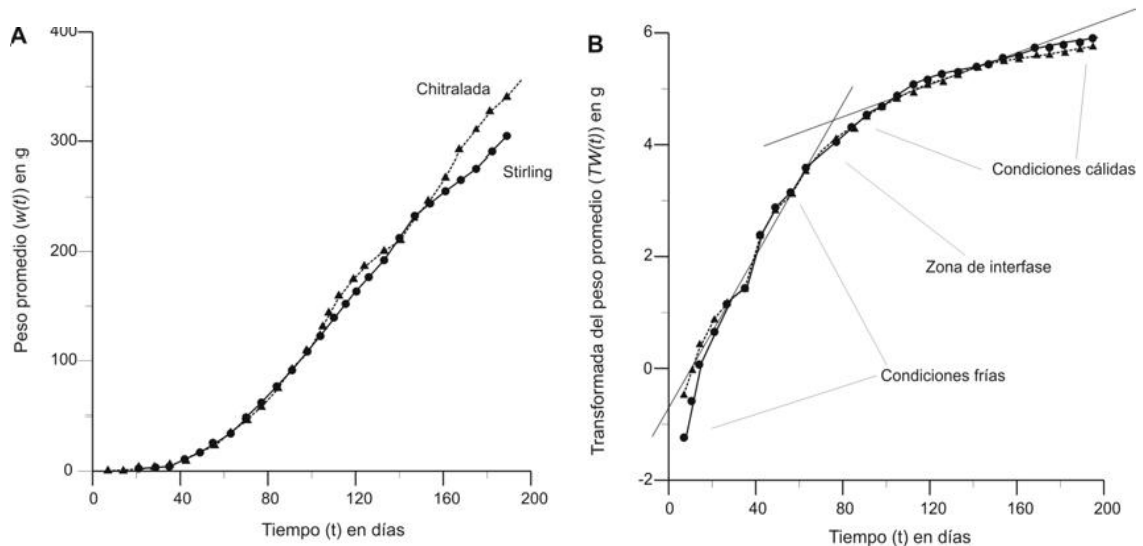 A
400
300
200
100
0
Peso promedio (w(t)) en g
Chitralada
Stirling
0
40
80
120
160
200
Tiempo (t) en días
B
6
4
2
0
-2
Transformada del peso promedio (TW(t)) en g
Condiciones cálidas
Zona de interfase
Condiciones frías
0
40
80
120
160
200
Tiempo (t) en días